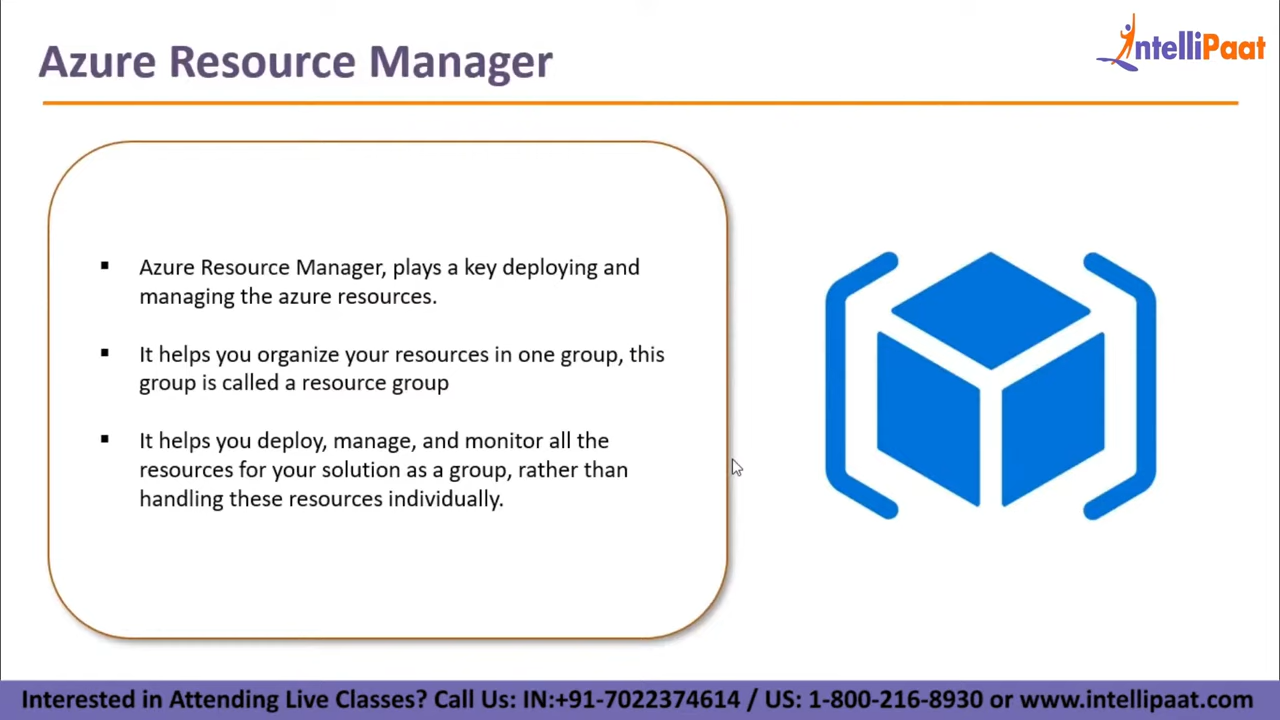 Azure Resource Manager
IntelliPaat
▪ Azure Resource Manager, plays a key deploying and
managing the azure resources.
▪ It helps you organize your resources in one group, this
group is called a resource group
▪ It helps you deploy, manage, and monitor all the
resources for your solution as a group, rather than
handling these resources individually.
Interested in Attending Live Classes? Call Us: IN:+91-7022374614 / US: 1-800-216-8930 or www.intellipaat.com